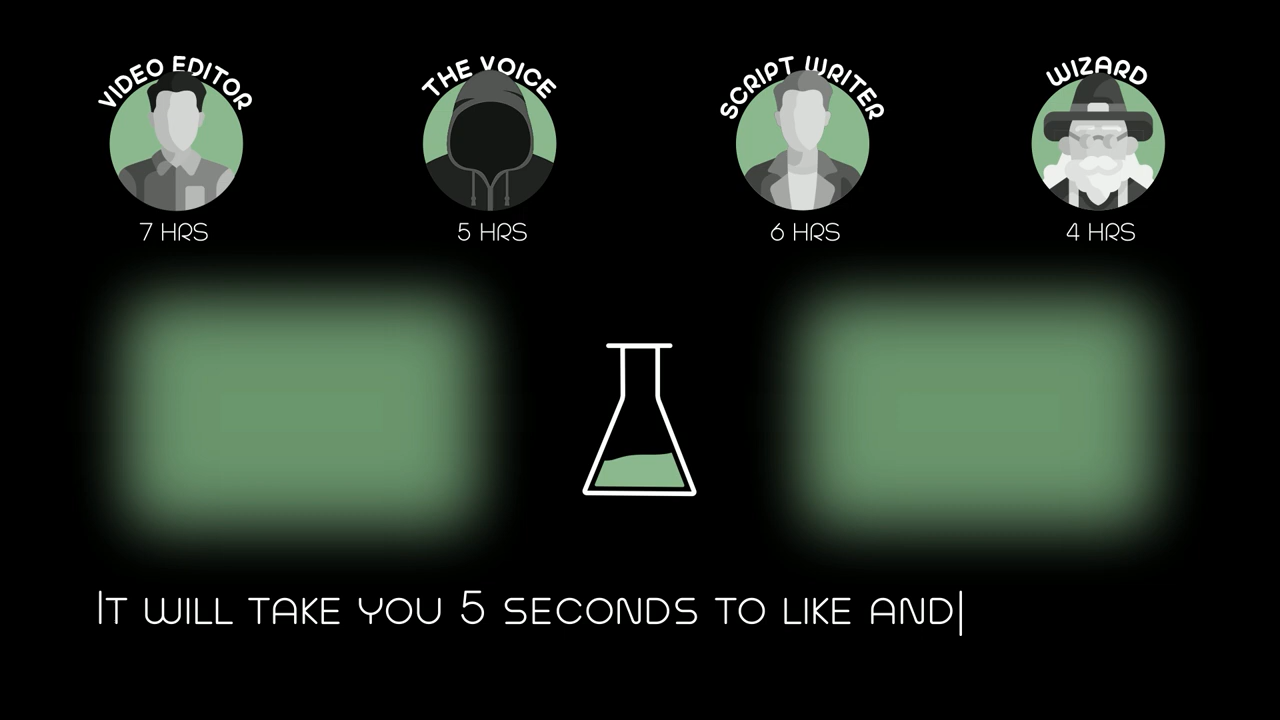 VIDEO EDITOR
THE VOICE
SCRIPT WRITER
WIZARD
7 HRS
5 HRS
6 HRS
4 HRS
IT WILL TAKE YOU 5 SECONDS TO LIKE AND